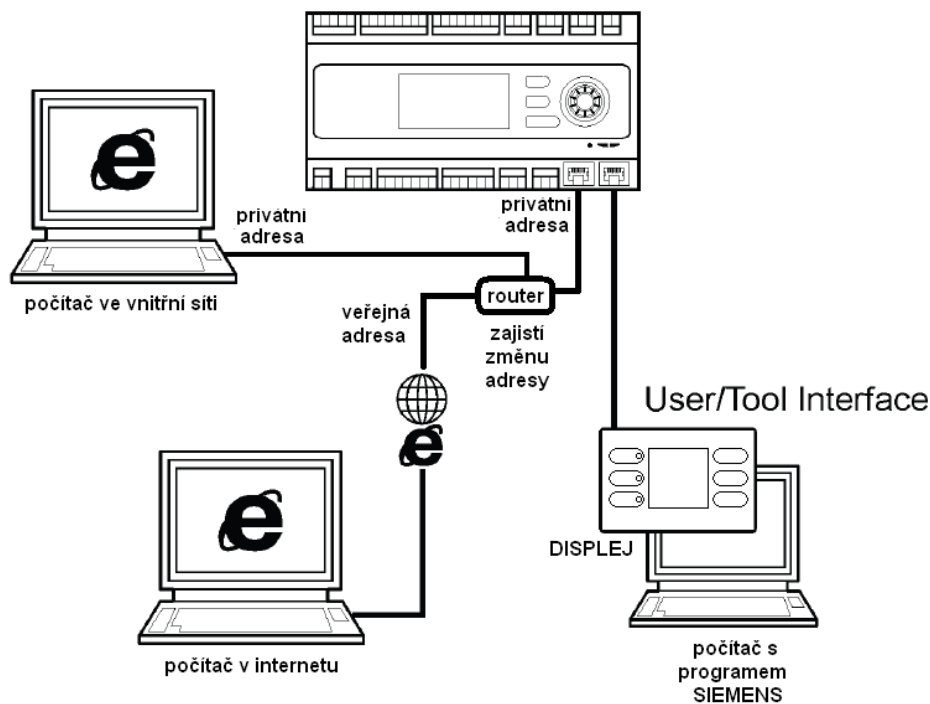 privátní
adresa
privátní
adresa
počítač ve vnitřní síti
veřejná
adresa
router
zajistí
změnu
adresy
User/Tool Interface
DISPLEJ
počítač v internetu
počítač s
programem
SIEMENS